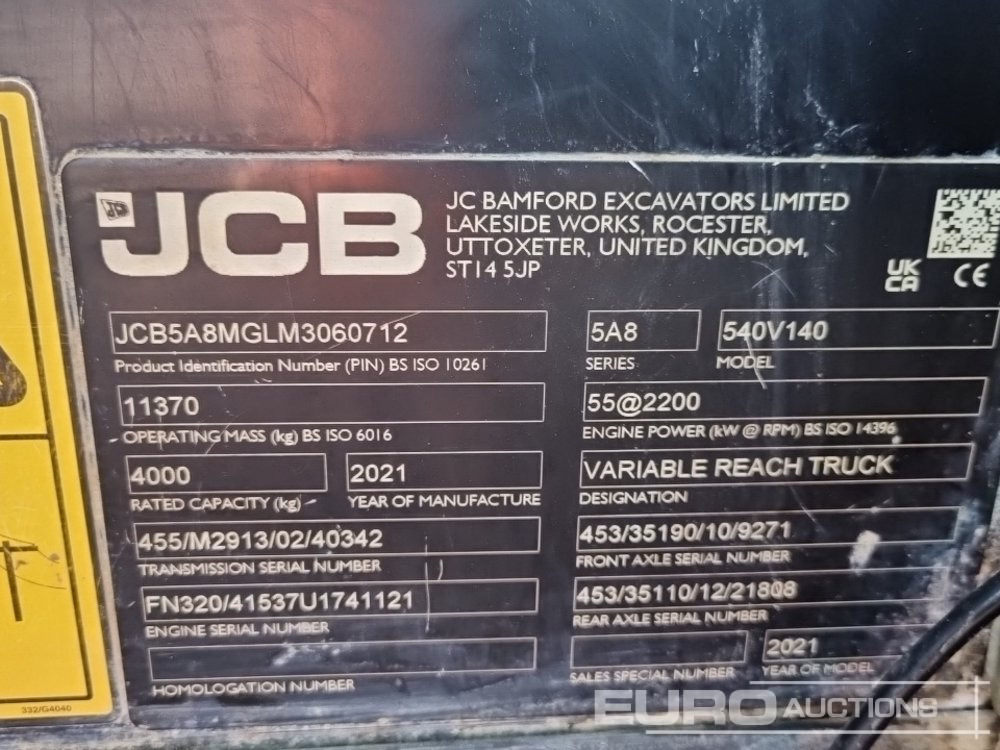 JCB
JC BAMFORD EXCAVATORS LIMITED
LAKESIDE WORKS, ROCESTER,
UTTOXETER, UNITED KINGDOM,
ST14 5JP
UK
CA
CE
JCB5A8MGLM3060712
Product Identification Number (PIN) BS ISO 10261
5A8
SERIES
540V140
MODEL
11370
OPERATING MASS (kg) BS ISO 6016
55@2200
ENGINE POWER (kW @ RPM) BS ISO 14396
4000
RATED CAPACITY (kg)
2021
YEAR OF MANUFACTURE
VARIABLE REACH TRUCK
DESIGNATION
455/M2913/02/40342
TRANSMISSION SERIAL NUMBER
453/35190/10/9271
FRONT AXLE SERIAL NUMBER
FN320/41537U1741121
ENGINE SERIAL NUMBER
453/35110/12/21808
REAR AXLE SERIAL NUMBER
HOMOLOGATION NUMBER
SALES SPECIAL NUMBER
2021
YEAR OF MODEL
332/G4040
EURO AUCTIONS